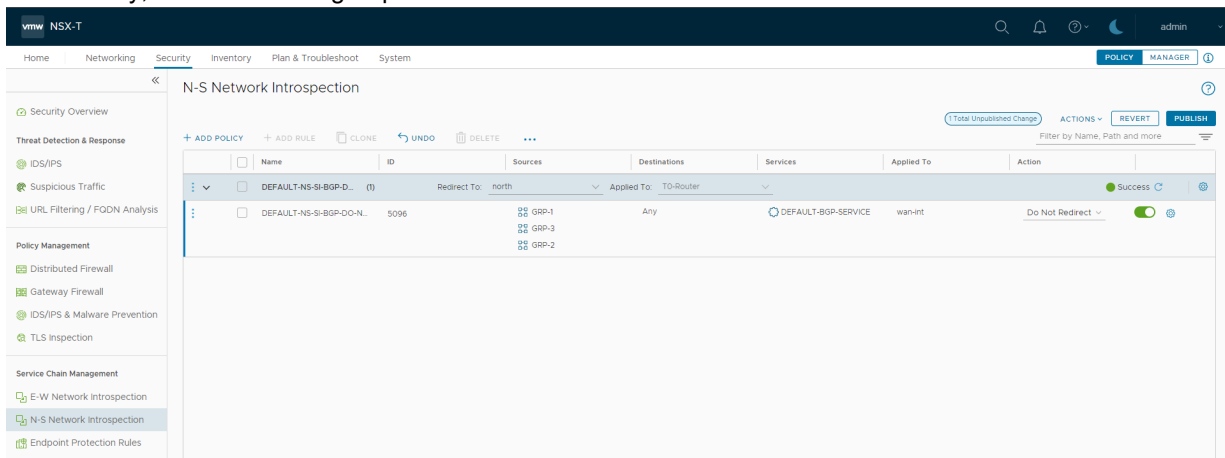 vmw NSX-T admin
Home Networking Security Inventory Plan & Troubleshoot System POLICY MANAGER
N-S Network Introspection
Security Overview
1 Total Unpublished Change ACTIONS REVERT PUBLISH
Threat Detection & Response
+ ADD POLICY + ADD RULE CLONE UNDO DELETE ... Filter by Name, Path and more
IDS/IPS
Name ID Sources Destinations Services Applied To Action
Suspicious Traffic
DEFAULT-NS-SI-BGP-D... (1) Redirect To: north Applied To: T0-Router Success
URL Filtering / FQDN Analysis
DEFAULT-NS-SI-BGP-DO-N... 5096 GRP-1 Any DEFAULT-BGP-SERVICE wan-int Do Not Redirect
GRP-3
GRP-2
Policy Management
Distributed Firewall
Gateway Firewall
IDS/IPS & Malware Prevention
TLS Inspection
Service Chain Management
E-W Network Introspection
N-S Network Introspection
Endpoint Protection Rules